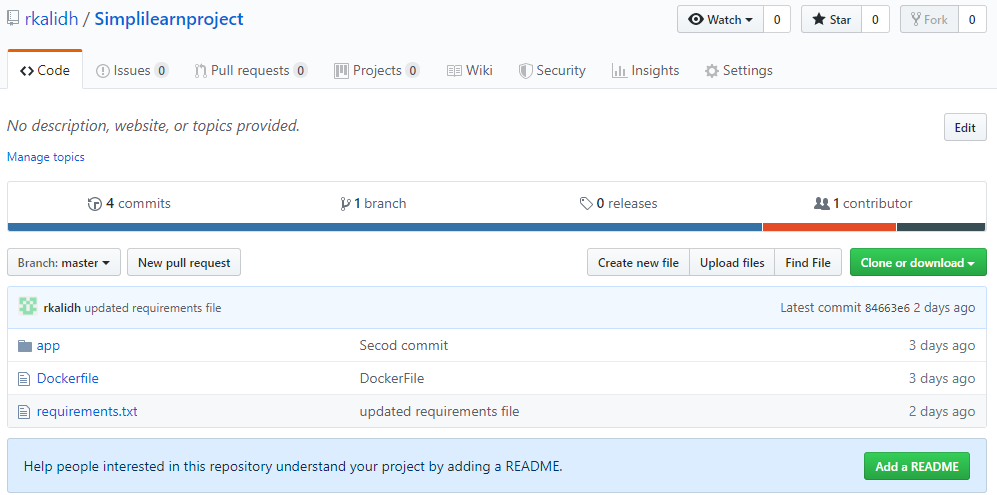 rkalidh / Simplilearnproject Watch 0 Star 0 Fork 0
Code Issues 0 Pull requests 0 Projects 0 Wiki Security Insights Settings
No description, website, or topics provided. Edit
Manage topics
4 commits 1 branch 0 releases 1 contributor
Branch: master New pull request Create new file Upload files Find File Clone or download
rkalidh updated requirements file Latest commit 84663e6 2 days ago
app Secod commit 3 days ago
Dockerfile DockerFile 3 days ago
requirements.txt updated requirements file 2 days ago
Help people interested in this repository understand your project by adding a README. Add a README